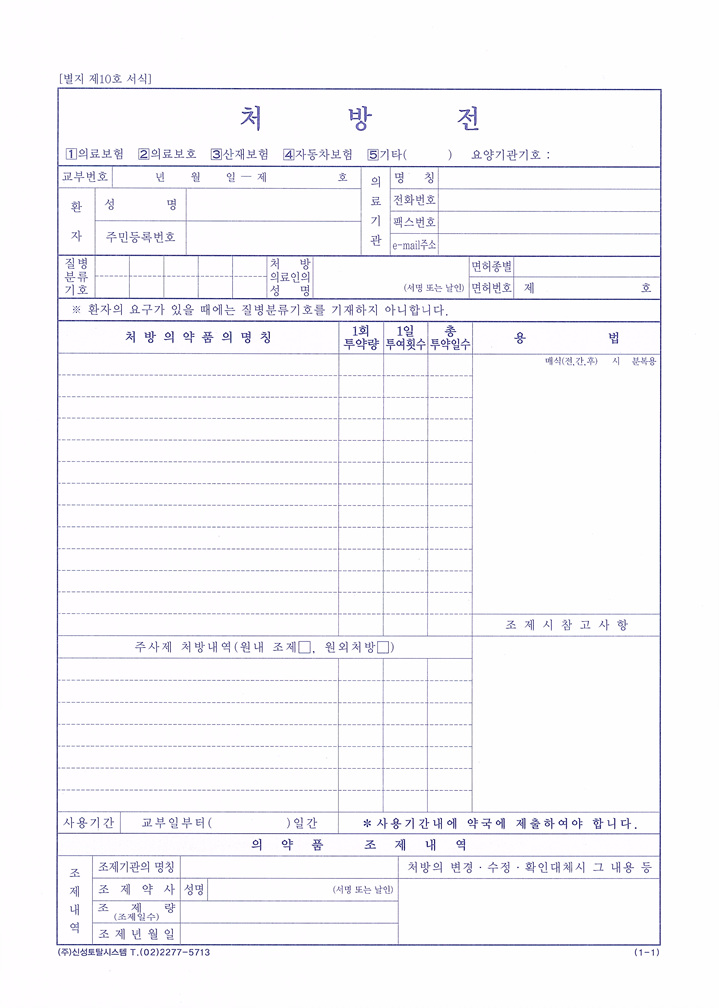 [별지 제10호 서식]
처 방 전
1의료보험 2의료보호 3산재보험 4자동차보험 5기타( ) 요양기관기호 :
교부번호 년 월 일 - 제 호
환 자
성 명
주민등록번호
의 료 기 관
명 칭
전화번호
팩스번호
e-mail주소
질병 분류 기호
처 방 의료인의 성 명
(서명 또는 날인)
면허종별
면허번호 제 호
※ 환자의 요구가 있을 때에는 질병분류기호를 기재하지 아니합니다.
처 방 의 약 품 의 명 칭
1회 투약량
1일 투여횟수
총 투약일수
용 법
매식(전,간,후) 시 분복용
조 제 시 참 고 사 항
주사제 처방내역(원내 조제□, 원외처방□)
사용기간 교부일부터( )일간 *사용기간내에 약국에 제출하여야 합니다.
의 약 품 조 제 내 역
조 제 내 역
조제기관의 명칭
처방의 변경·수정·확인대체시 그 내용 등
조 제 약 사 성명 (서명 또는 날인)
조 제 량
(조제일수)
조 제 년 월 일
(주)신성토탈시스템 T.(02)2277-5713 (1-1)